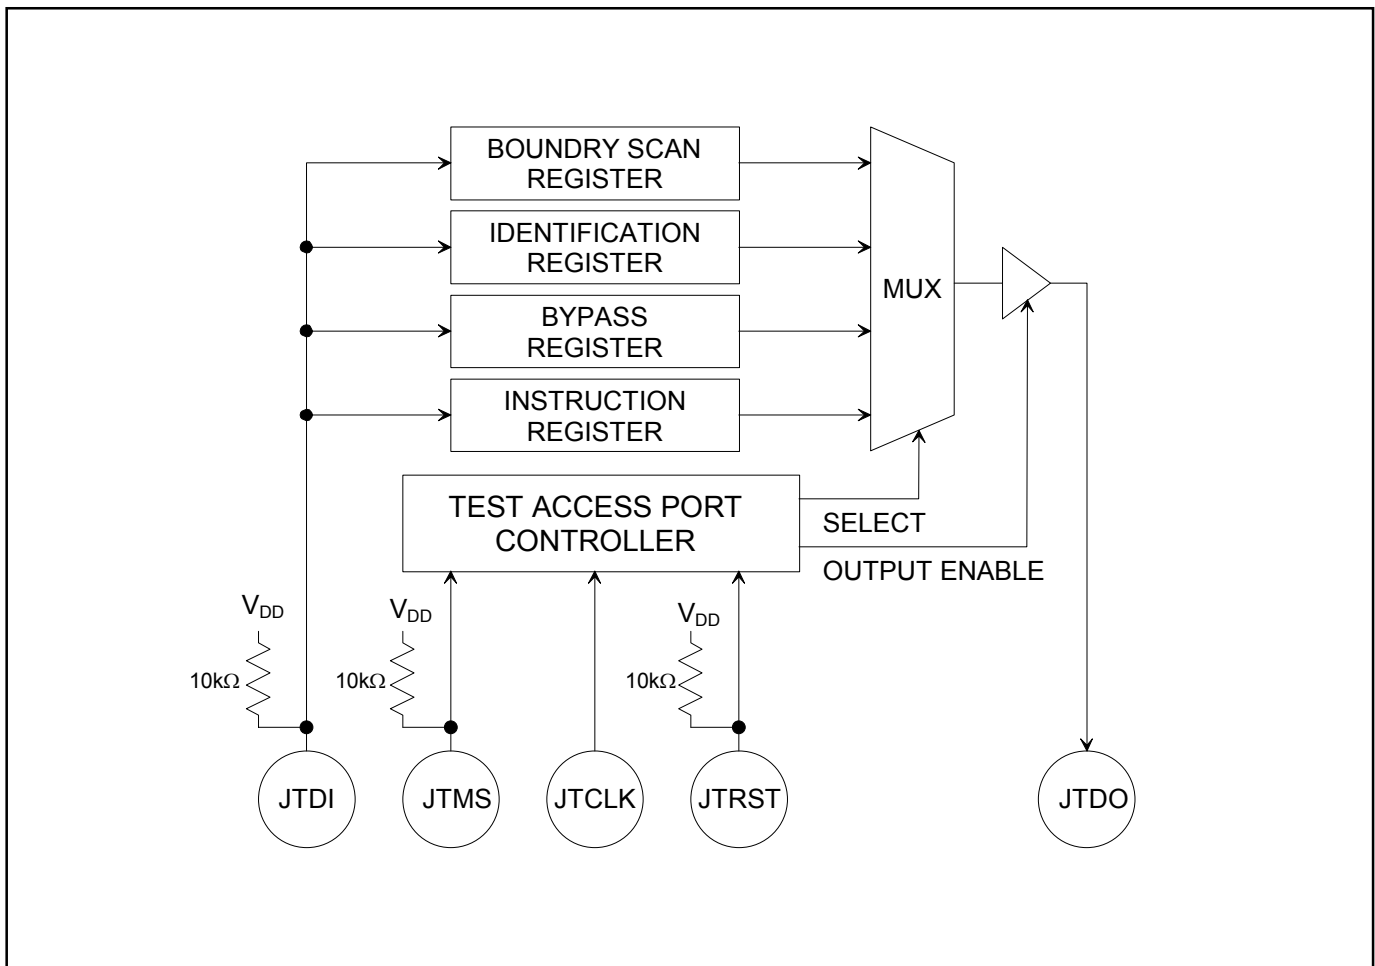 BOUNDRY SCAN
REGISTER
IDENTIFICATION
REGISTER
BYPASS
REGISTER
INSTRUCTION
REGISTER
MUX
TEST ACCESS PORT
CONTROLLER
SELECT
OUTPUT ENABLE
VDD
VDD
VDD
10kΩ
10kΩ
10kΩ
JTDI
JTMS
JTCLK
JTRST
JTDO